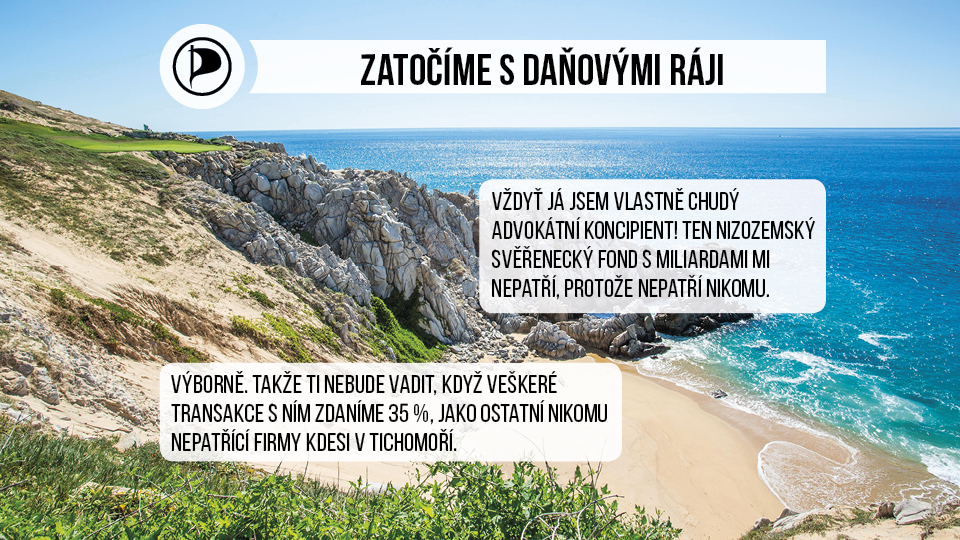 ZATOČÍME S DAŇOVÝMI RÁJI
VŽDYŤ JÁ JSEM VLASTNĚ CHUDÝ
ADVOKÁTNÍ KONCIPIENT! TEN NIZOZEMSKÝ
SVĚŘENECKÝ FOND S MILIARDAMI MI
NEPATŘÍ, PROTOŽE NEPATŘÍ NIKOMU.
VÝBORNĚ. TAKŽE TI NEBUDE VADIT, KDYŽ VEŠKERÉ
TRANSAKCE S NÍM ZDANÍME 35 %, JAKO OSTATNÍ NIKOMU
NEPATŘÍCÍ FIRMY KDESI V TICHOMOŘÍ.